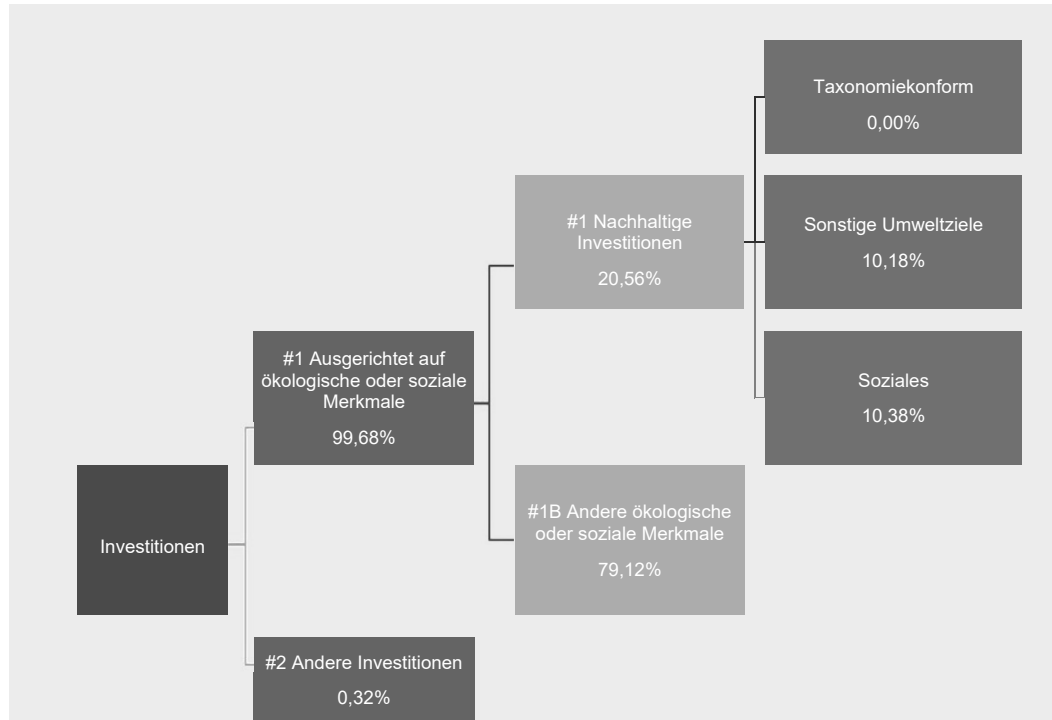 Taxonomiekonform
0,00%
#1 Nachhaltige
Investitionen
20,56%
Sonstige Umweltziele
10,18%
#1 Ausgerichtet auf
ökologische oder soziale
Merkmale
99,68%
Soziales
10,38%
Investitionen
#1B Andere ökologische
oder soziale Merkmale
79,12%
#2 Andere Investitionen
0,32%